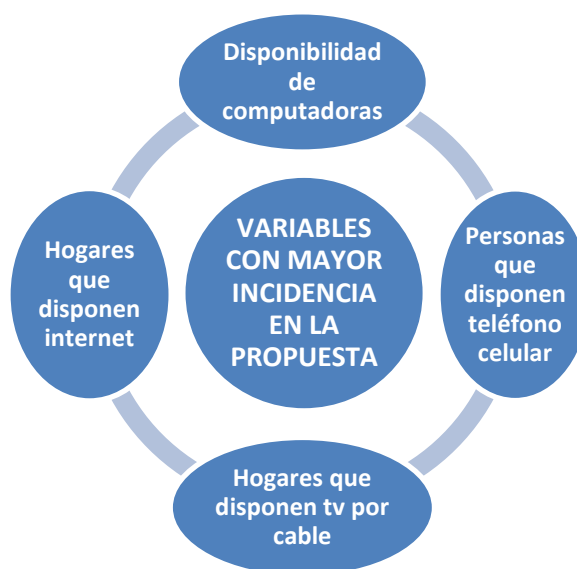 Disponibilidad
de
computadoras
VARIABLES
CON MAYOR
INCIDENCIA
EN LA
PROPUESTA
Personas
que
disponen
teléfono
celular
Hogares que
disponen tv por
cable
Hogares
que
disponen
internet